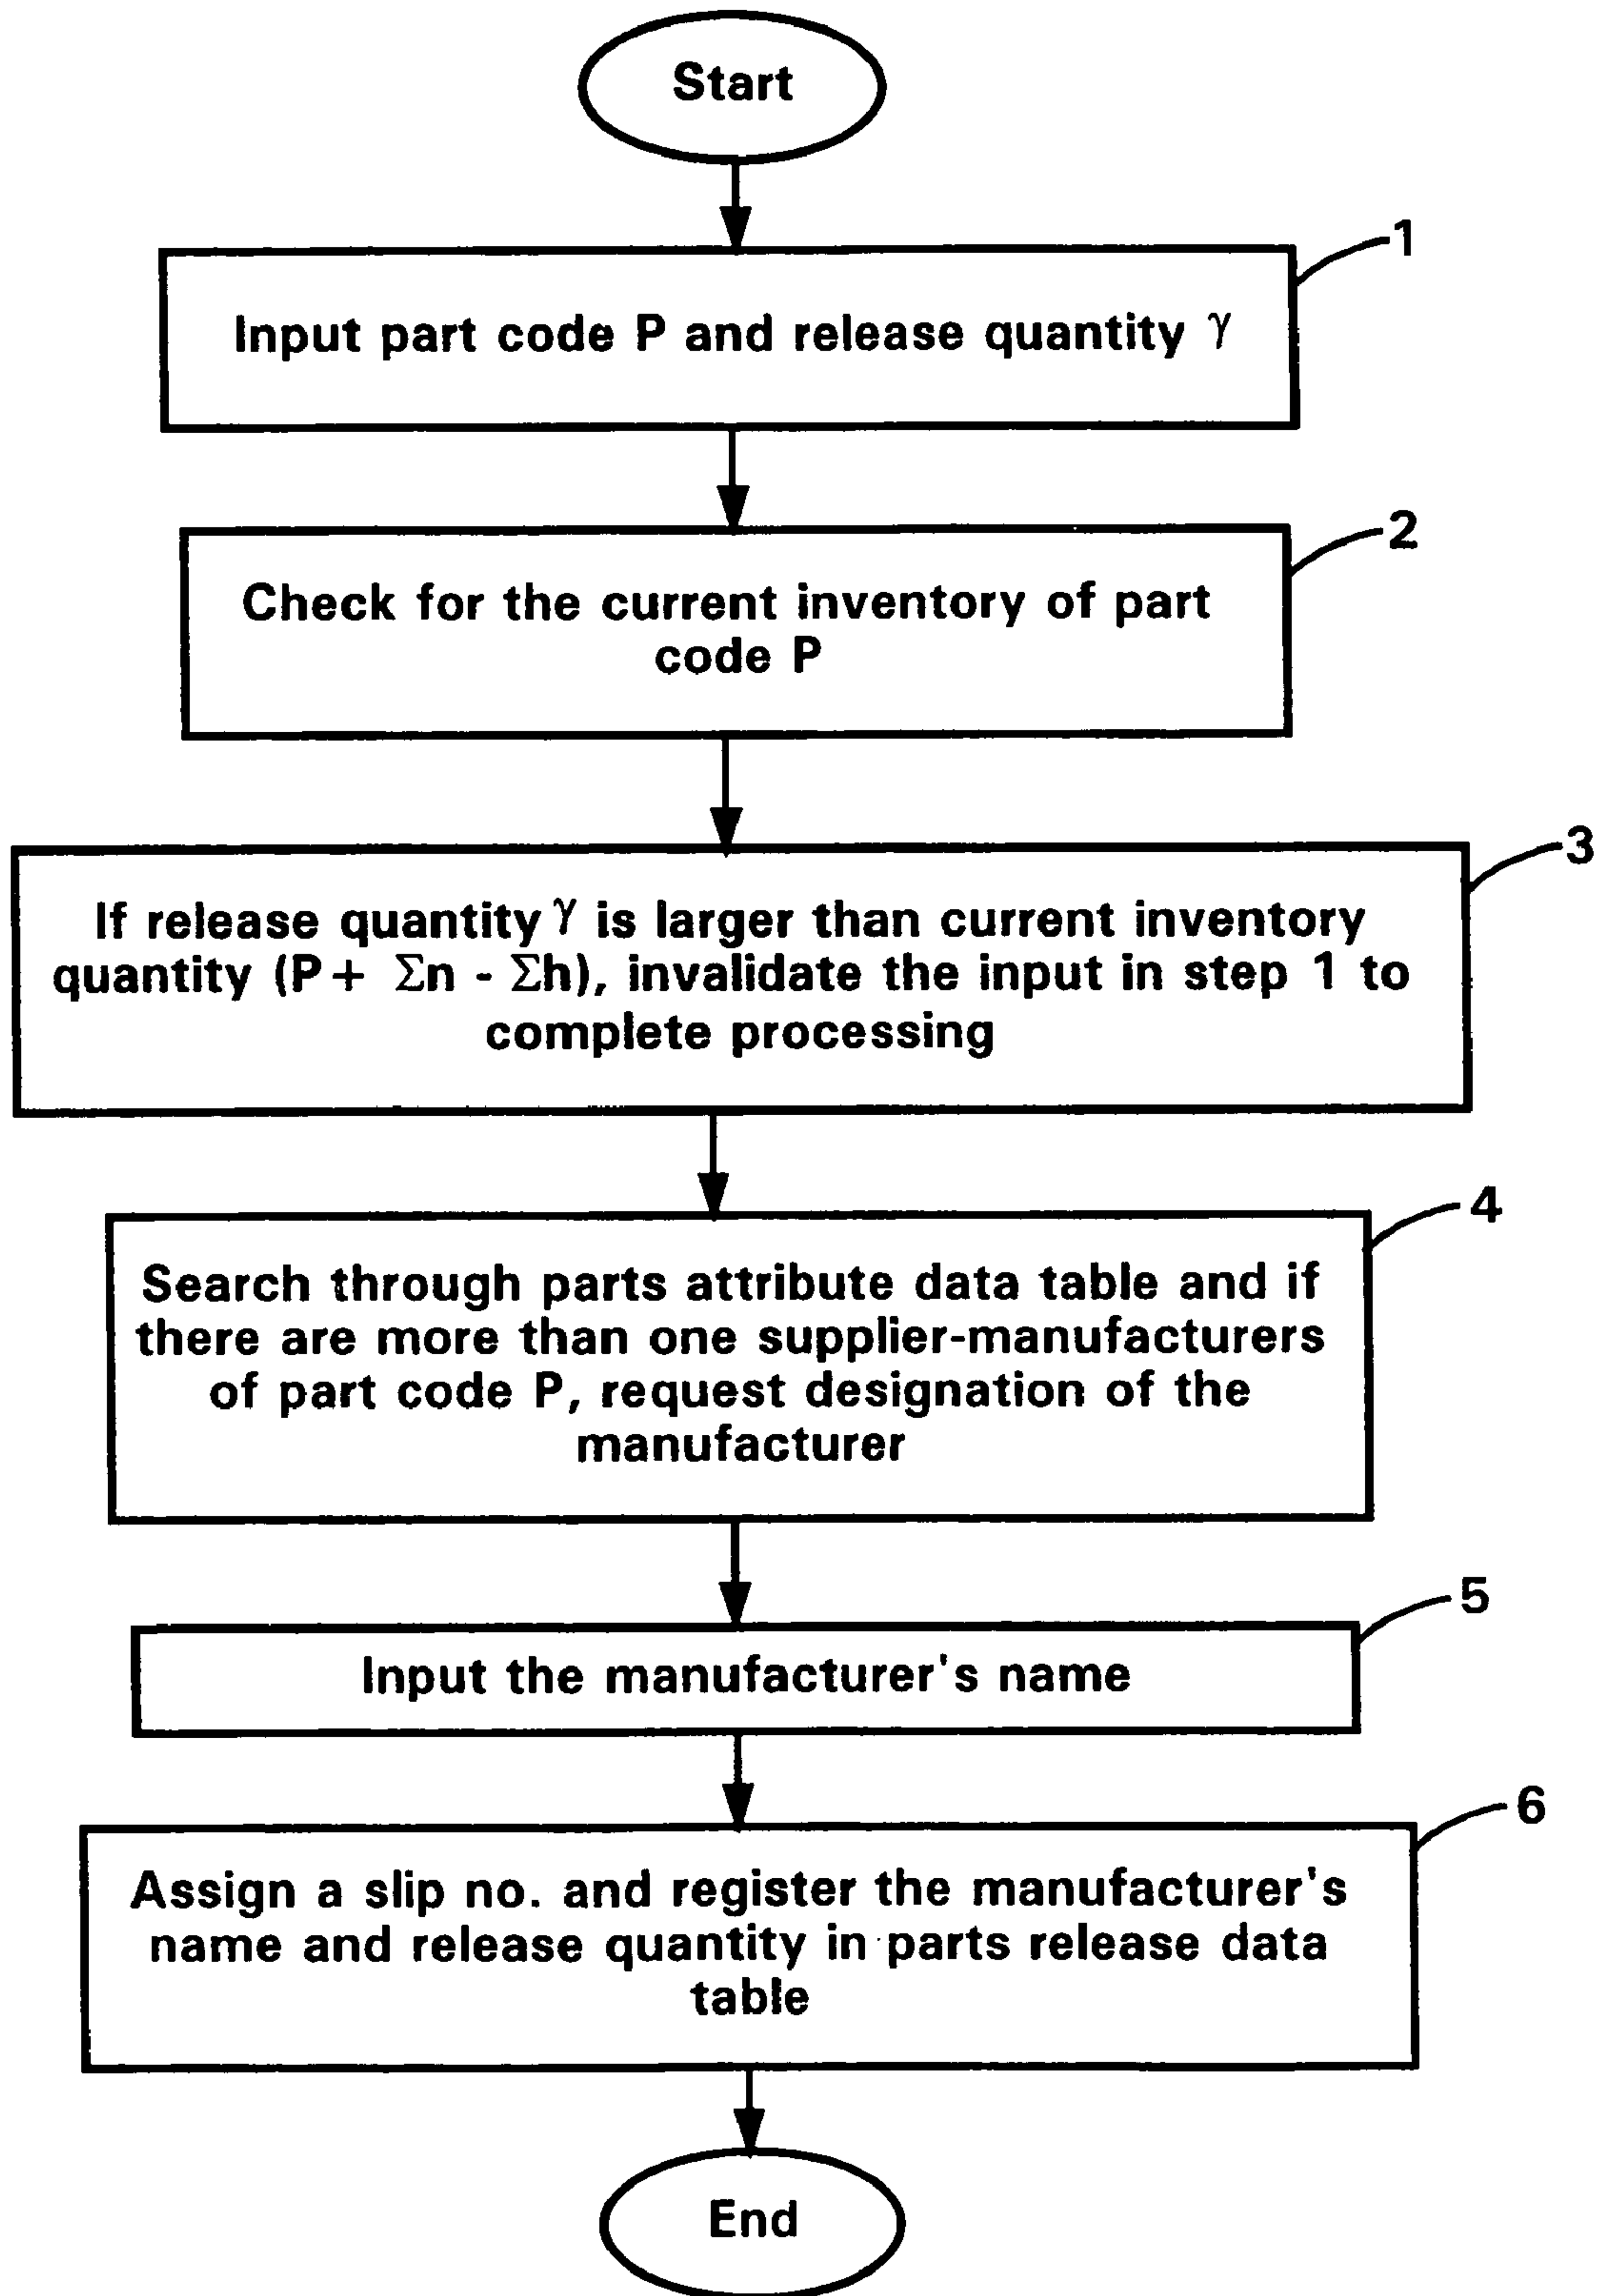 Start
1
Input part code P and release quantity γ
2
Check for the current inventory of part
code P
3
If release quantity γ is larger than current inventory
quantity (P+ Σn - Σh), invalidate the input in step 1 to
complete processing
4
Search through parts attribute data table and if
there are more than one supplier-manufacturers
of part code P, request designation of the
manufacturer
5
Input the manufacturer's name
6
Assign a slip no. and register the manufacturer's
name and release quantity in parts release data
table
End